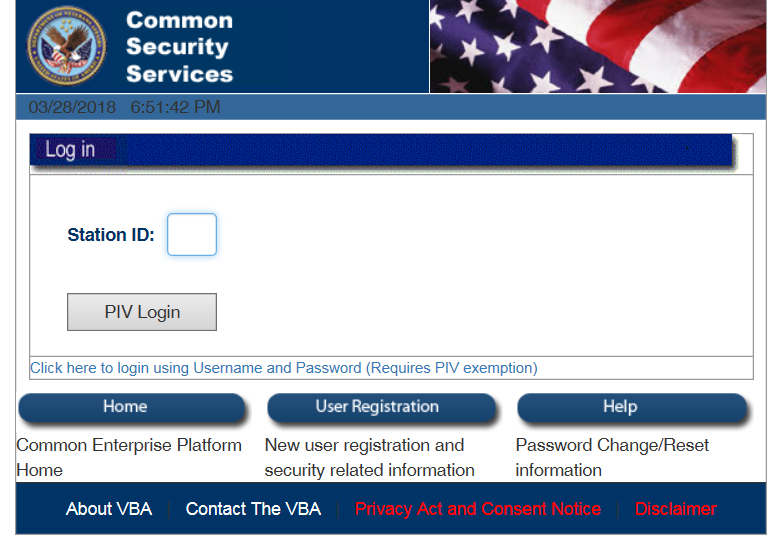 Common
Security
Services
03/28/2018 6:51:42 PM
Log in
Station ID:
PIV Login
Click here to login using Username and Password (Requires PIV exemption)
Home User Registration Help
Common Enterprise Platform Home New user registration and security related information Password Change/Reset information
About VBA Contact The VBA Privacy Act and Consent Notice Disclaimer